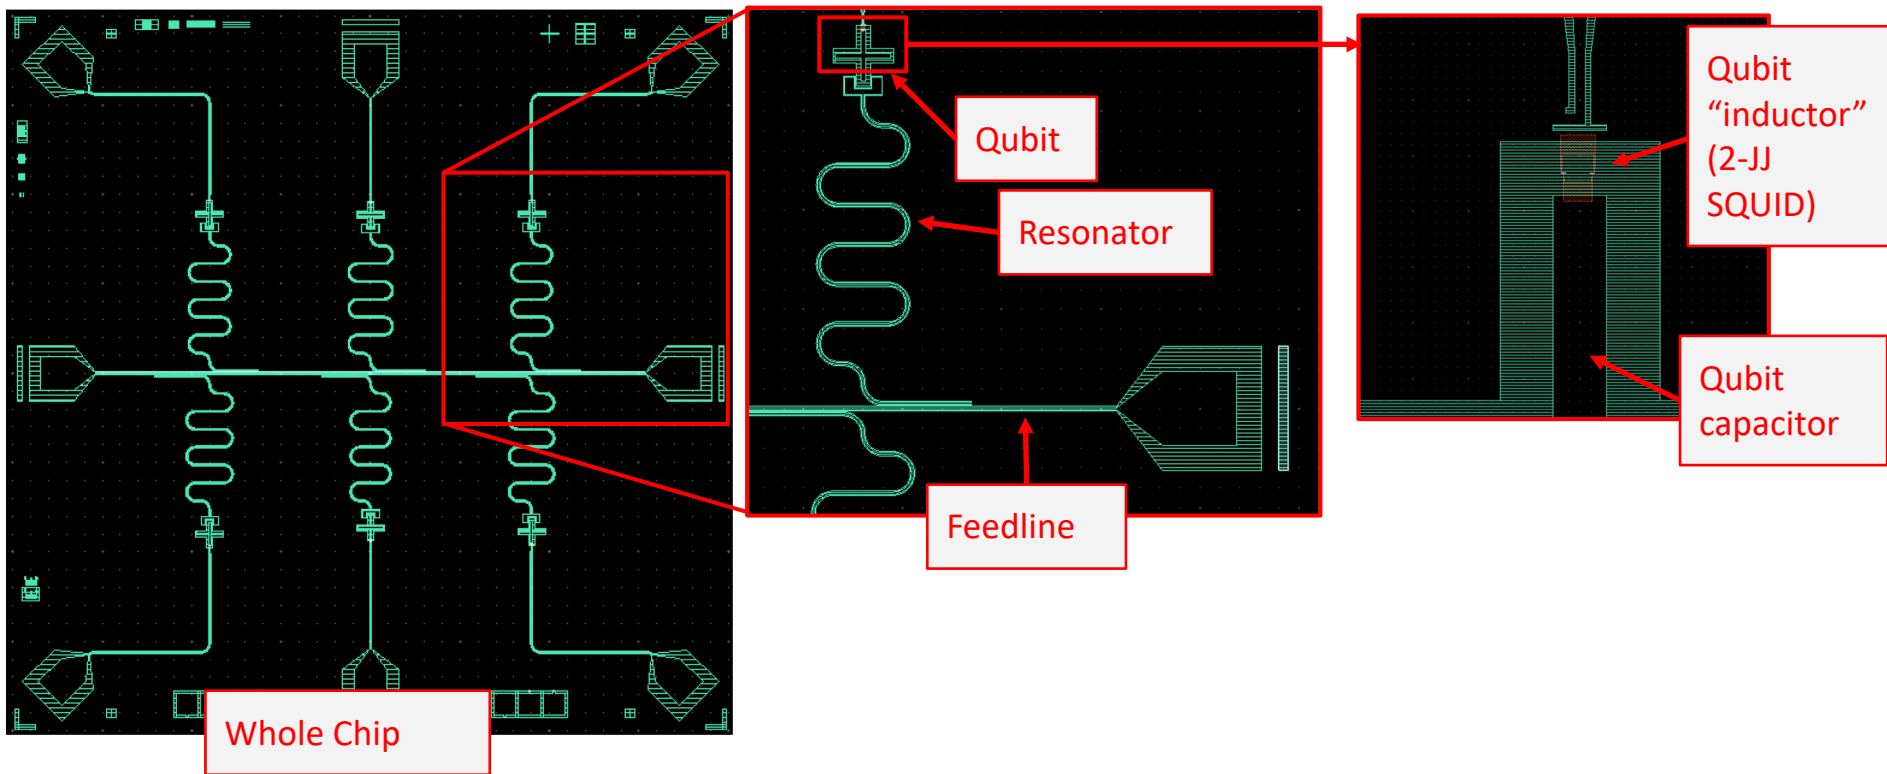 Whole Chip
Qubit
Resonator
Feedline
Qubit
“inductor”
(2-JJ
SQUID)
Qubit
capacitor